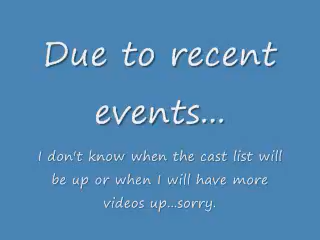 Due to recent
events...
I don't know when the cast list will
be up or when I will have more
videos up...sorry.